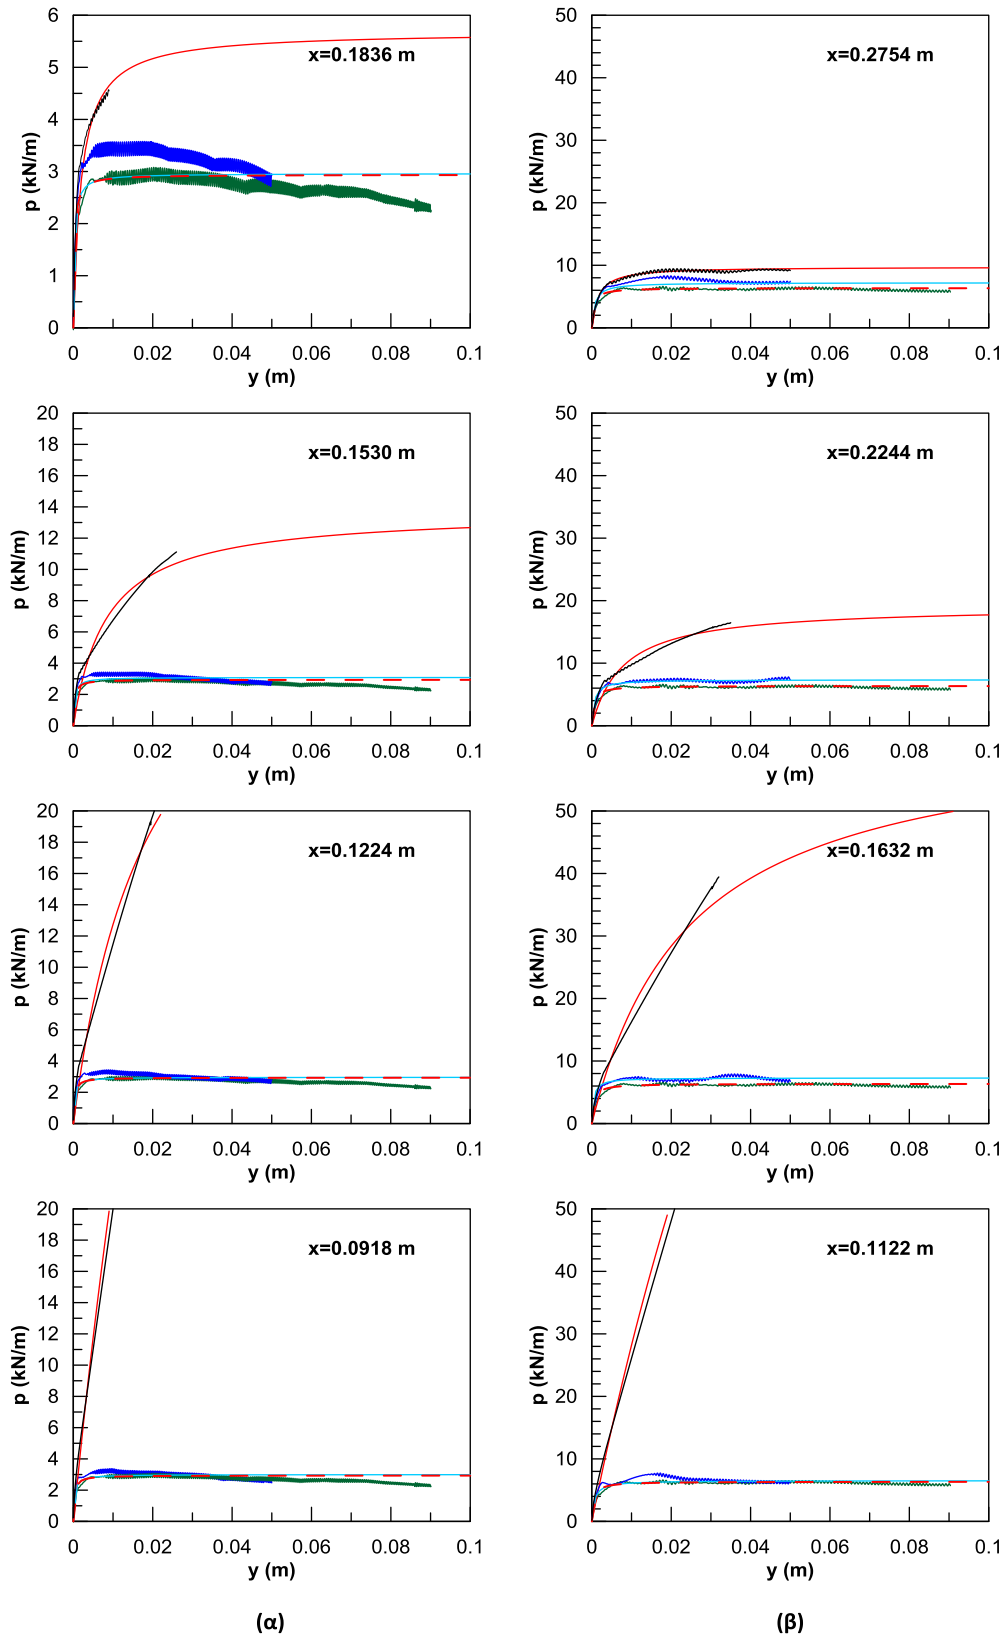 6
5
4
3
2
1
0
p (kN/m)
x=0.1836 m
0 0.02 0.04 0.06 0.08 0.1
y (m)
50
40
30
20
10
0
p (kN/m)
x=0.2754 m
0 0.02 0.04 0.06 0.08 0.1
y (m)
20
18
16
14
12
10
8
6
4
2
0
p (kN/m)
x=0.1530 m
0 0.02 0.04 0.06 0.08 0.1
y (m)
50
40
30
20
10
0
p (kN/m)
x=0.2244 m
0 0.02 0.04 0.06 0.08 0.1
y (m)
20
18
16
14
12
10
8
6
4
2
0
p (kN/m)
x=0.1224 m
0 0.02 0.04 0.06 0.08 0.1
y (m)
50
40
30
20
10
0
p (kN/m)
x=0.1632 m
0 0.02 0.04 0.06 0.08 0.1
y (m)
20
18
16
14
12
10
8
6
4
2
0
p (kN/m)
x=0.0918 m
0 0.02 0.04 0.06 0.08 0.1
y (m)
50
40
30
20
10
0
p (kN/m)
x=0.1122 m
0 0.02 0.04 0.06 0.08 0.1
y (m)
(α)
(β)